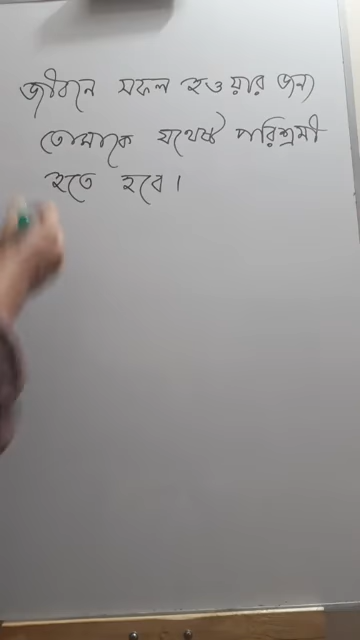 জীবনে সফল হওয়ার জন্য
তোমাকে যথেষ্ট পরিশ্রমী
হতে হবে।